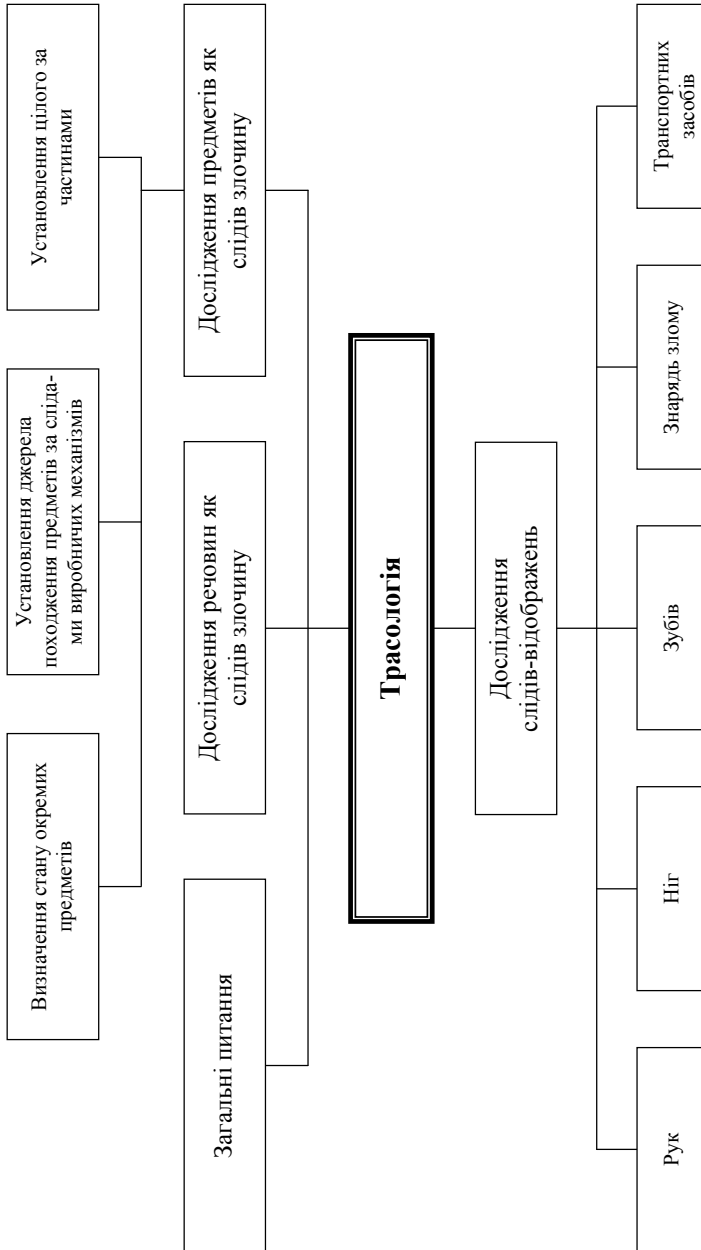 Визначення стану окремих
предметів
Установлення джерела
походження предметів за сліда-
ми виробничих механізмів
Установлення цілого за
частинами
Загальні питання
Дослідження речовин як
слідів злочину
Дослідження предметів як
слідів злочину
Трасологія
Дослідження
слідів-відображень
Рук
Ніг
Зубів
Знарядь злому
Транспортних
засобів